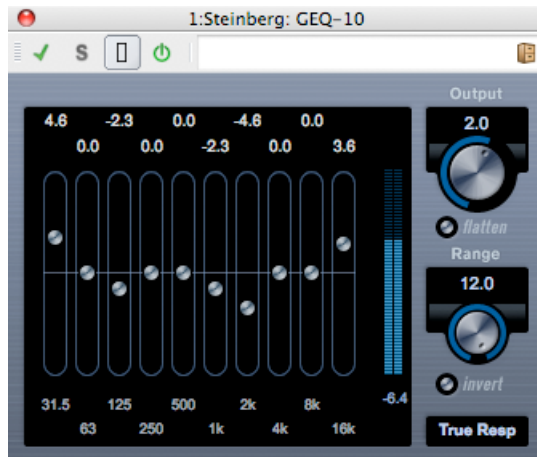 1:Steinberg: GEQ-10
S
Output
4.6 -2.3 0.0 -4.6 0.0
2.0
0.0 0.0 -2.3 0.0 3.6
flatten
Range
12.0
invert
-6.4
31.5 125 500 2k 8k
63 250 1k 4k 16k
True Resp